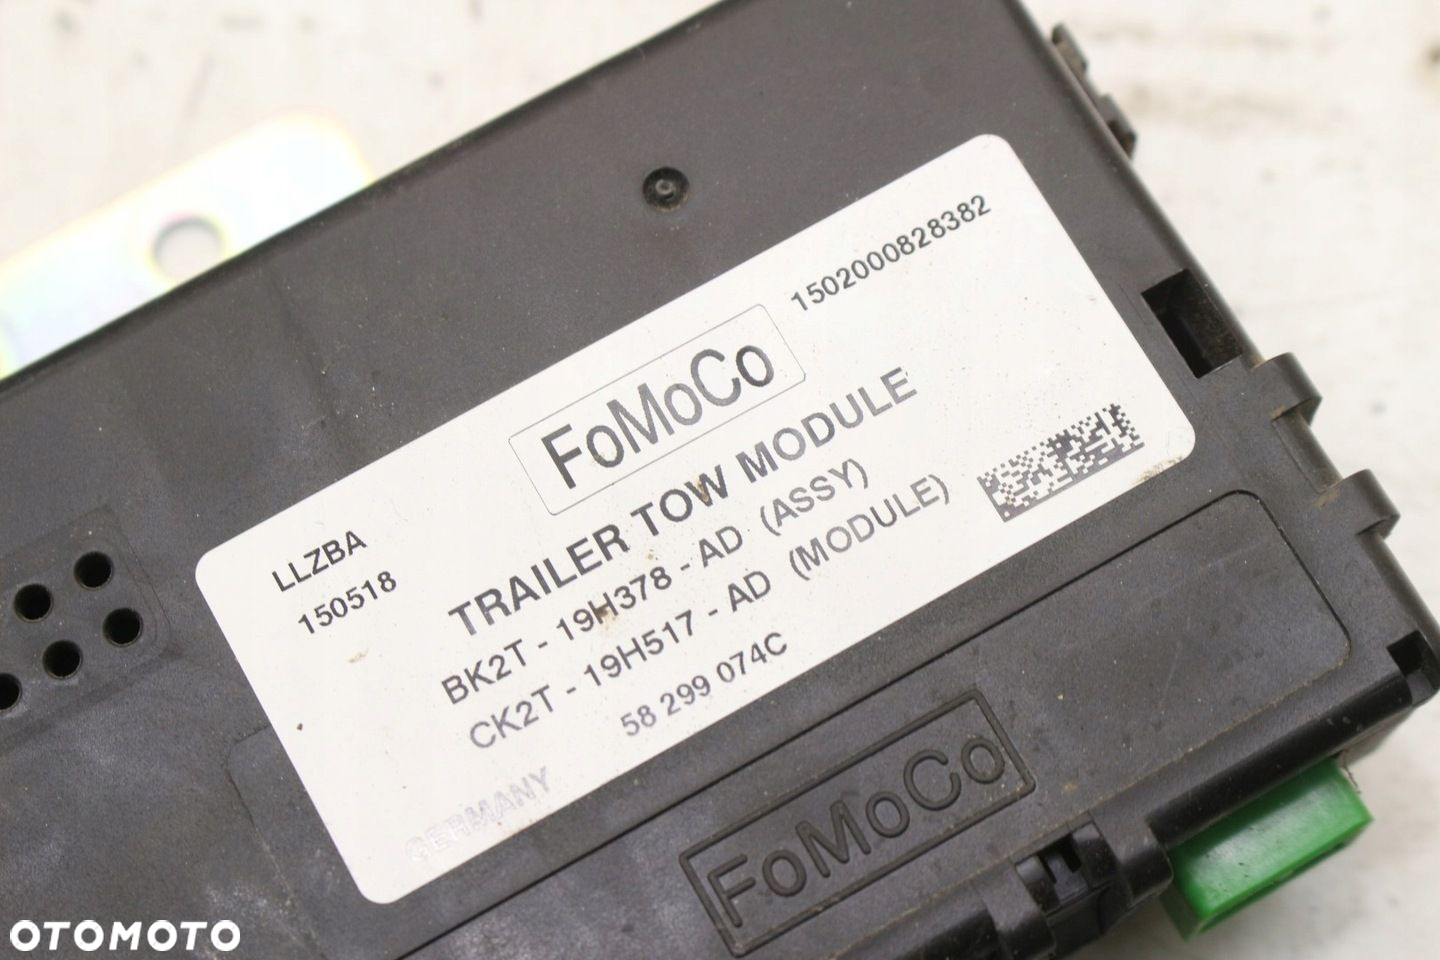 1502000828382
FoMoCo
LLZBA
150518
TRAILER TOW MODULE
BK2T - 19H378 - AD (ASSY)
CK2T - 19H517 - AD (MODULE)
58 299 074C
GERMANY
FoMoCo
OTOMOTO